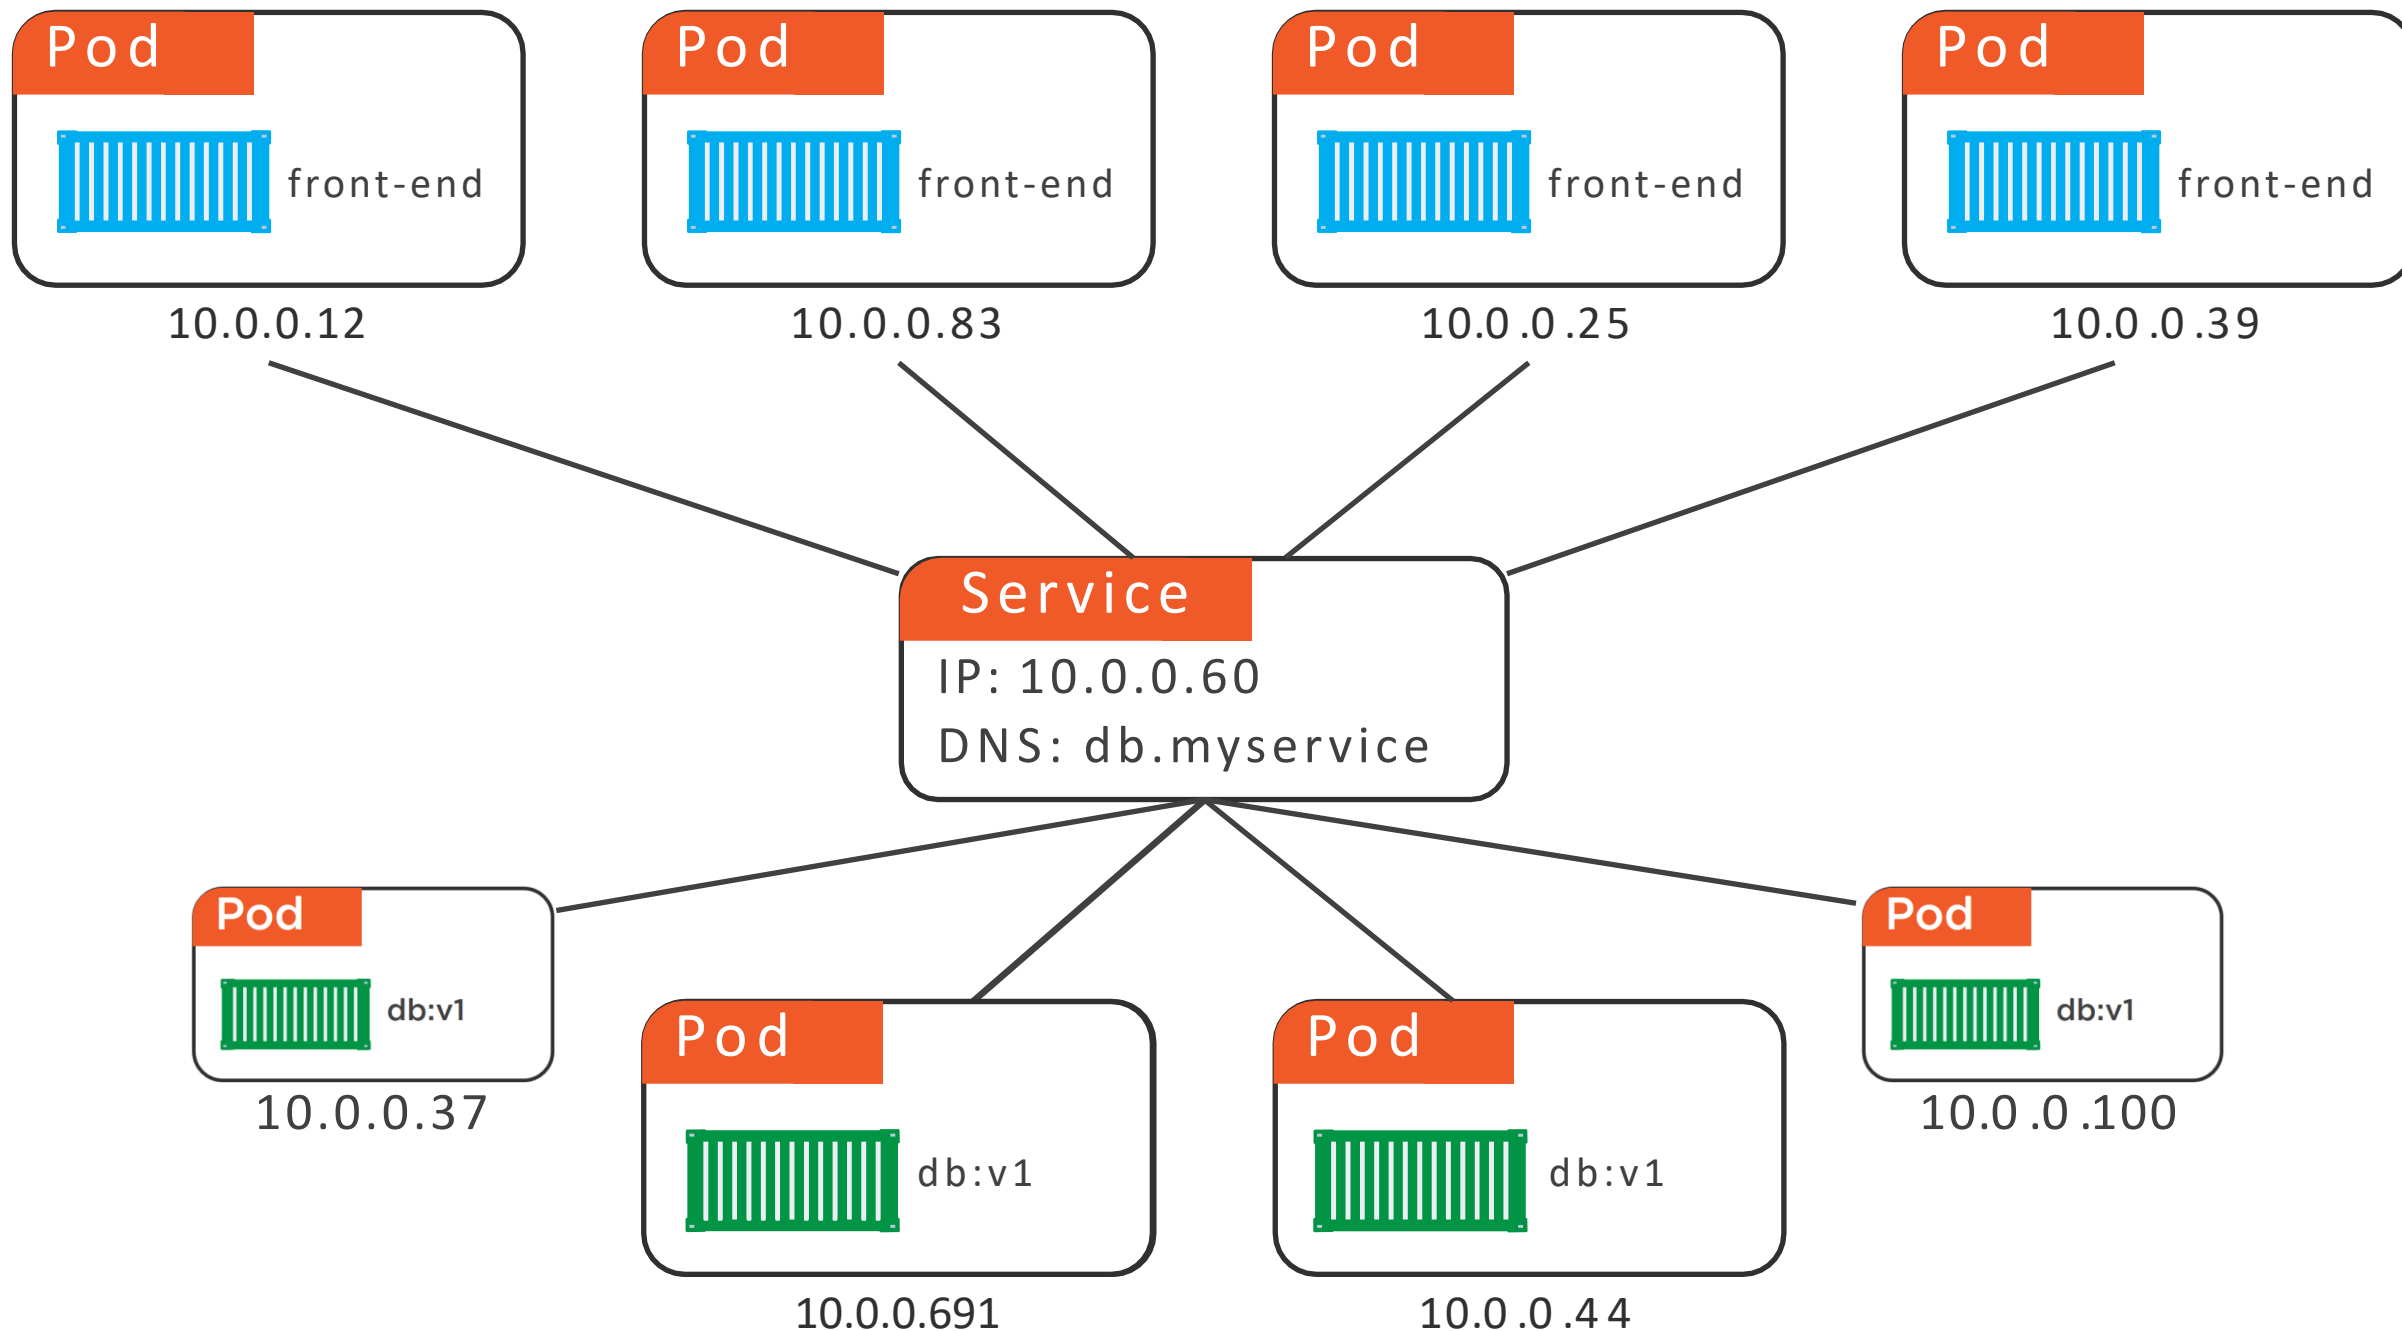 Pod
Pod
Pod
Pod
front-end
front-end
front-end
front-end
10.0.0.12
10.0.0.83
10.0.0.25
10.0.0.39
Service
IP: 10.0.0.60
DNS: db.myservice
Pod
db:v1
10.0.0.37
Pod
db:v1
10.0.0.691
Pod
db:v1
10.0.0.44
Pod
db:v1
10.0.0.100